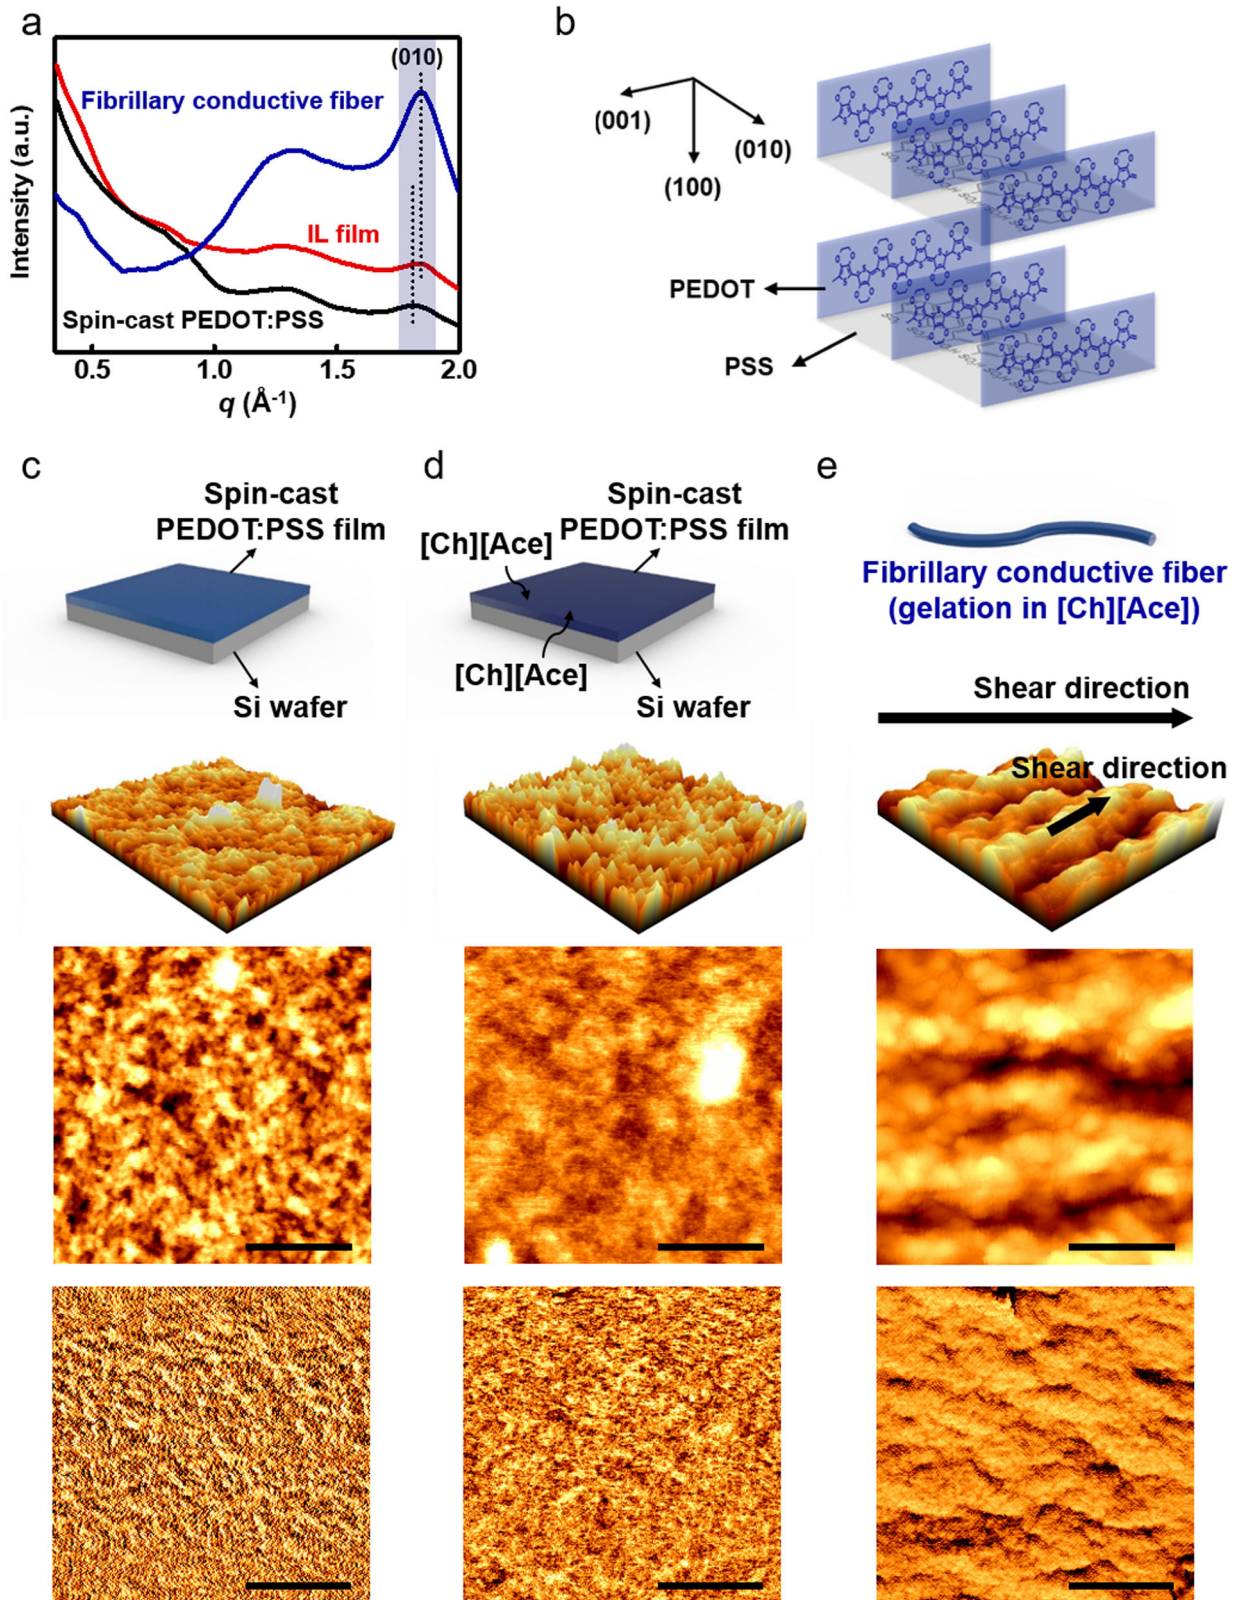 a
(010)
Fibrillary conductive fiber
IL film
Spin-cast PEDOT:PSS
Intensity (a.u.)
0.5 1.0 1.5 2.0
q (Å-1)
b
(001)
(010)
(100)
PEDOT
PSS
c
Spin-cast
PEDOT:PSS film
Si wafer
d
Spin-cast
PEDOT:PSS film
[Ch][Ace]
[Ch][Ace]
Si wafer
e
Fibrillary conductive fiber
(gelation in [Ch][Ace])
Shear direction
Shear direction